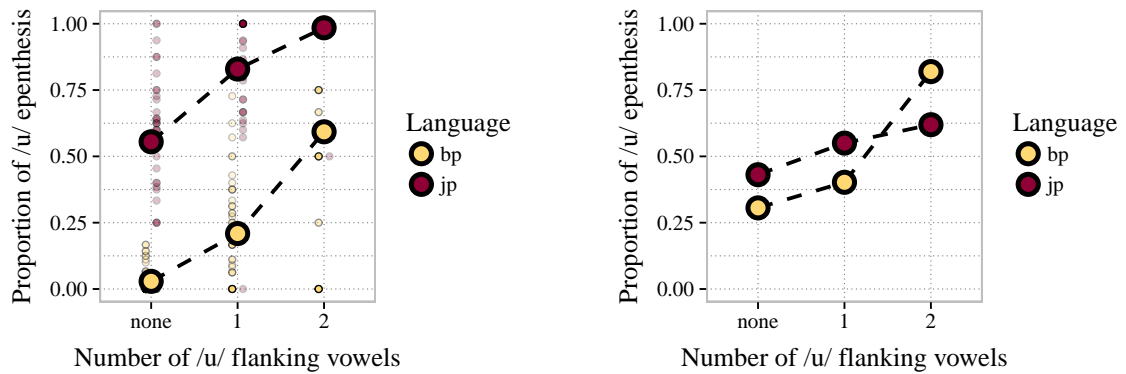 Proportion of /u/ epenthesis
1.00
0.75
0.50
0.25
0.00
none 1 2
Number of /u/ flanking vowels
Language
bp
jp
Proportion of /u/ epenthesis
1.00
0.75
0.50
0.25
0.00
none 1 2
Number of /u/ flanking vowels
Language
bp
jp